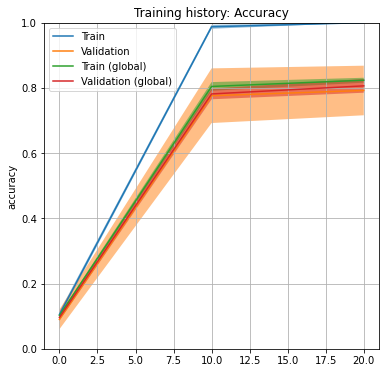 Training history: Accuracy
Train
Validation
Train (global)
Validation (global)
accuracy
1.0
0.8
0.6
0.4
0.2
0.0
0.0 2.5 5.0 7.5 10.0 12.5 15.0 17.5 20.0